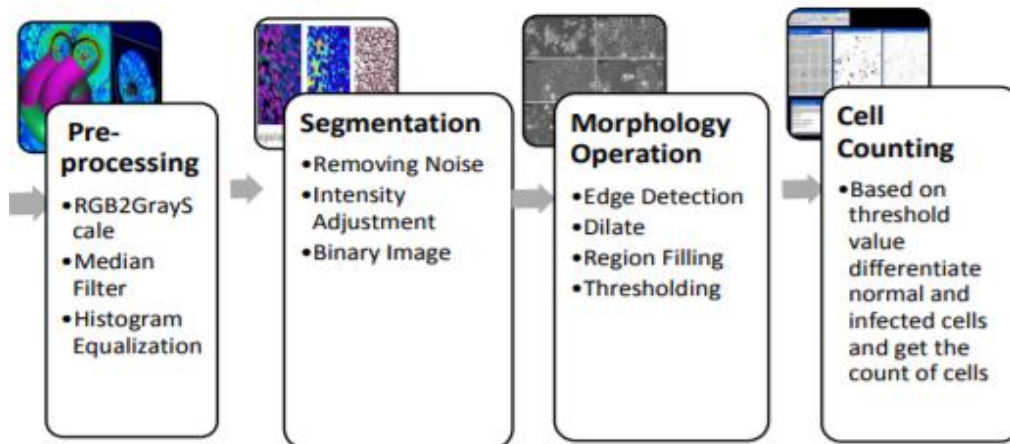 Pre-
processing
•RGB2GrayS
cale
•Median
Filter
•Histogram
Equalization
Segmentation
•Removing Noise
•Intensity
Adjustment
•Binary Image
Morphology
Operation
•Edge Detection
•Dilate
•Region Filling
•Thresholding
Cell
Counting
•Based on
threshold
value
differentiate
normal and
infected cells
and get the
count of cells